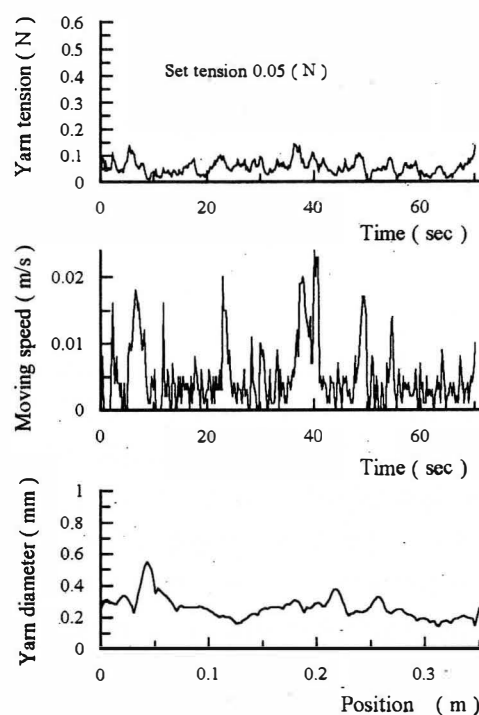 Yarn tension ( N )
0.6
0.5
0.4
0.3
0.2
0.1
0
Set tension 0.05 ( N )
0 20 40 60
Time ( sec )
Moving speed ( m/s )
0.02
0.01
0
0 20 40 60
Time ( sec )
Yarn diameter ( mm )
1
0.8
0.6
0.4
0.2
0
0 0.1 0.2 0.3
Position ( m )